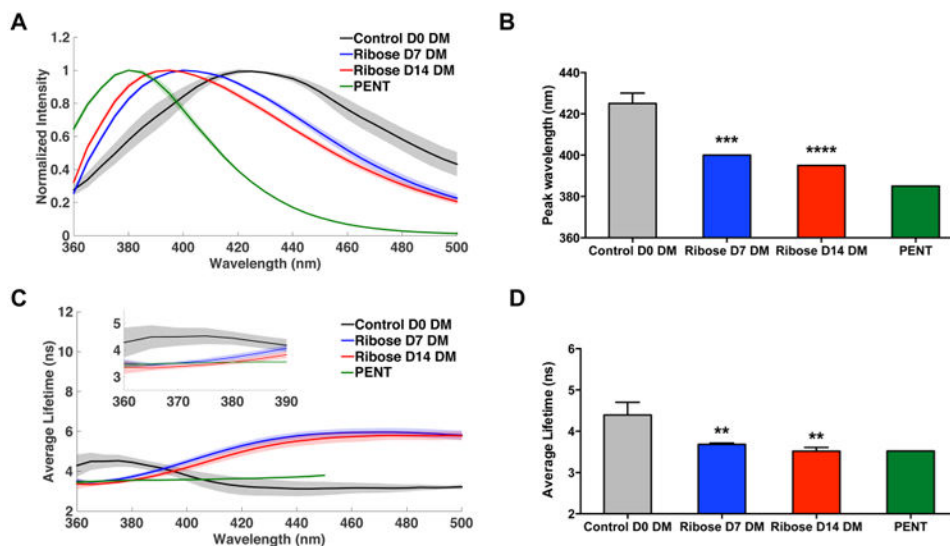 A
1.2
1
0.8
0.6
0.4
0.2
0
Normalized Intensity
360 380 400 420 440 460 480 500
Wavelength (nm)
Control D0 DM
Ribose D7 DM
Ribose D14 DM
PENT
B
440
420
400
380
360
Peak wavelength (nm)
***
****
Control D0 DM Ribose D7 DM Ribose D14 DM PENT
C
12
10
8
6
4
2
Average Lifetime (ns)
5
4
3
360 370 380 390
Control D0 DM
Ribose D7 DM
Ribose D14 DM
PENT
360 380 400 420 440 460 480 500
Wavelength (nm)
D
6
5
4
3
2
Average Lifetime (ns)
**
**
Control D0 DM Ribose D7 DM Ribose D14 DM PENT